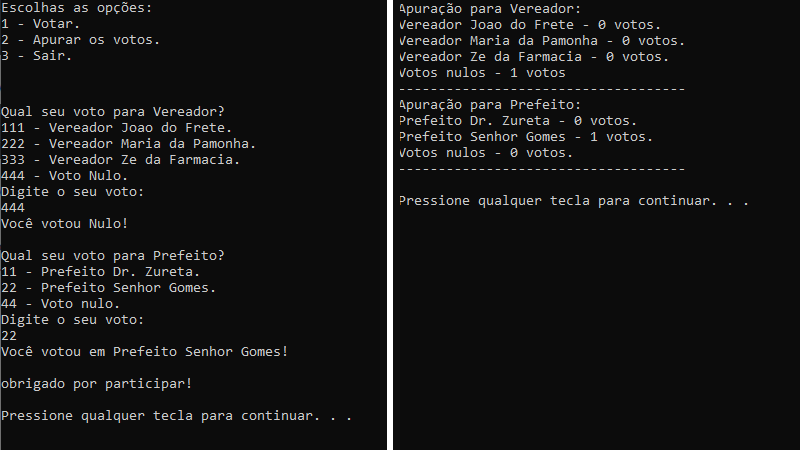 Escolhas as opções:
1 - Votar.
2 - Apurar os votos.
3 - Sair.
Qual seu voto para Vereador?
111 - Vereador Joao do Frete.
222 - Vereador Maria da Pamonha.
333 - Vereador Ze da Farmacia.
444 - Voto Nulo.
Digite o seu voto:
444
Você votou Nulo!
Qual seu voto para Prefeito?
11 - Prefeito Dr. Zureta.
22 - Prefeito Senhor Gomes.
44 - Voto nulo.
Digite o seu voto:
22
Você votou em Prefeito Senhor Gomes!
obrigado por participar!
Pressione qualquer tecla para continuar. . .
Apuração para Vereador:
Vereador Joao do Frete - 0 votos.
Vereador Maria da Pamonha - 0 votos.
Vereador Ze da Farmacia - 0 votos.
Votos nulos - 1 votos
------------------------------------
Apuração para Prefeito:
Prefeito Dr. Zureta - 0 votos.
Prefeito Senhor Gomes - 1 votos.
Votos nulos - 0 votos.
------------------------------------
Pressione qualquer tecla para continuar. . .